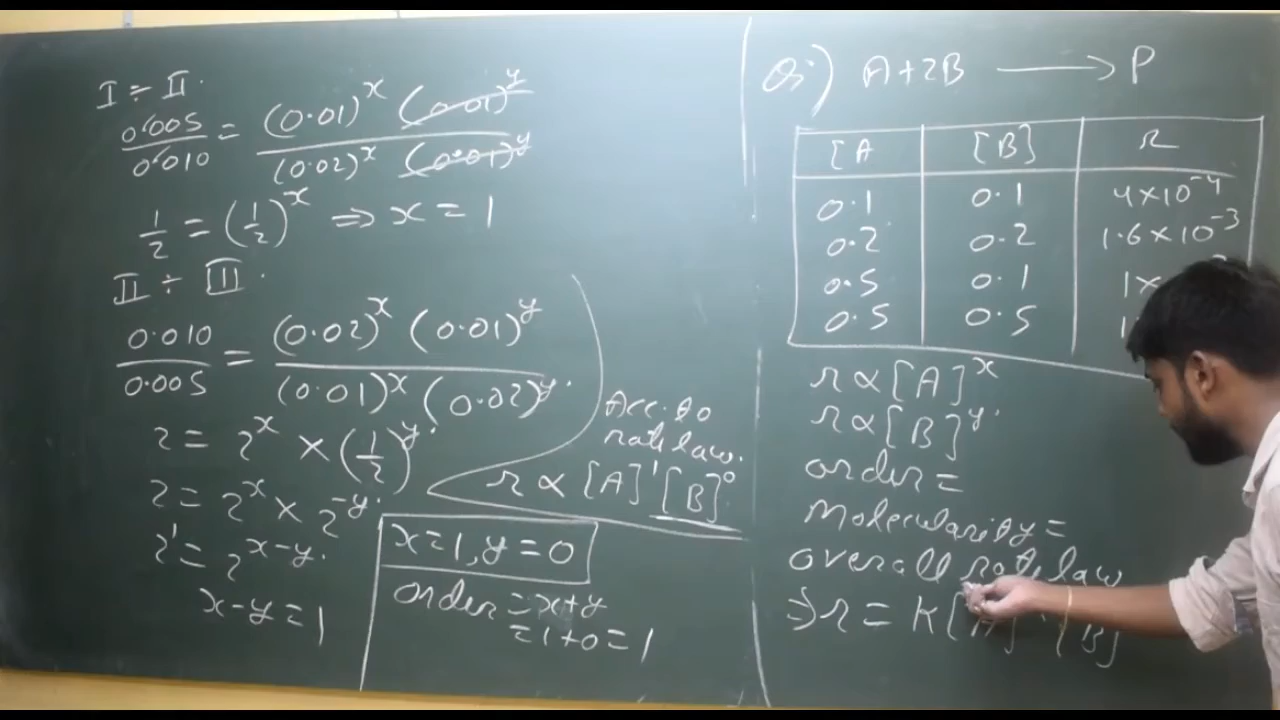 I ÷ II.
0.005/0.010 = (0.01)^x (0.01)^y / (0.02)^x (0.01)^y
1/2 = (1/2)^x ⇒ x = 1
II ÷ III.
0.010/0.005 = (0.02)^x (0.01)^y / (0.01)^x (0.02)^y.
2 = 2^x × (1/2)^y.
2 = 2^x × 2^-y.
2^1 = 2^x-y.
x-y = 1
Acc. to
rate law.
r ∝ [A]^1 [B]^0.
x=1, y=0
order = x+y
= 1+0 = 1
Qs:) A+2B ⟶ P
[A [B] r
0.1 0.1 4×10^-4
0.2 0.2 1.6×10^-3
0.5 0.1 1×
0.5 0.5 1
r ∝ [A]^x
r ∝ [B]^y.
order =
Molecularity =
overall rate law
⇒ r = K[A] [B]